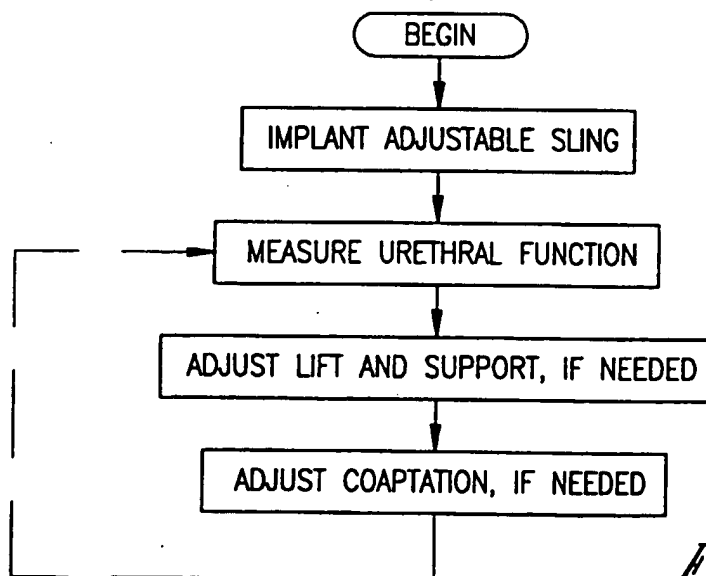 BEGIN
IMPLANT ADJUSTABLE SLING
MEASURE URETHRAL FUNCTION
ADJUST LIFT AND SUPPORT, IF NEEDED
ADJUST COAPTATION, IF NEEDED